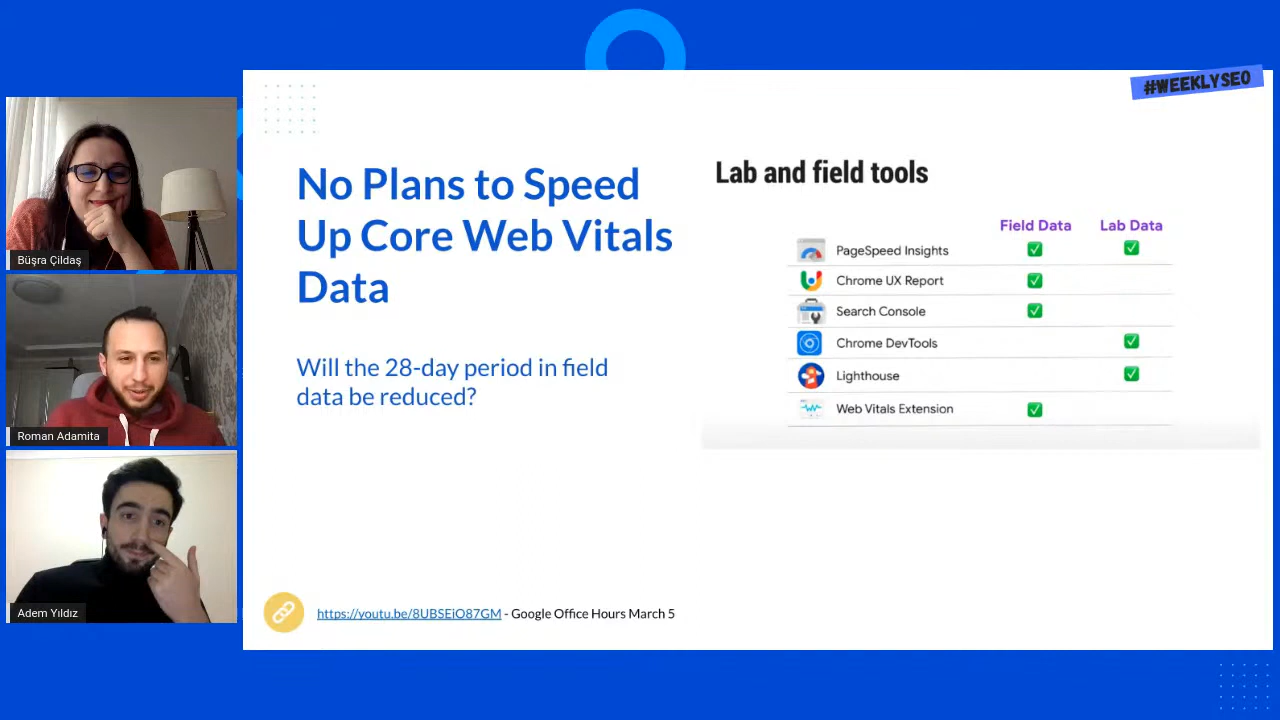 #WEEKLYSEO
Büşra Çıldaş
Roman Adamita
Adem Yıldız
No Plans to Speed
Up Core Web Vitals
Data
Will the 28-day period in field
data be reduced?
Lab and field tools
Field Data Lab Data
PageSpeed Insights
Chrome UX Report
Search Console
Chrome DevTools
Lighthouse
Web Vitals Extension
https://youtu.be/8UBSEiO87GM - Google Office Hours March 5